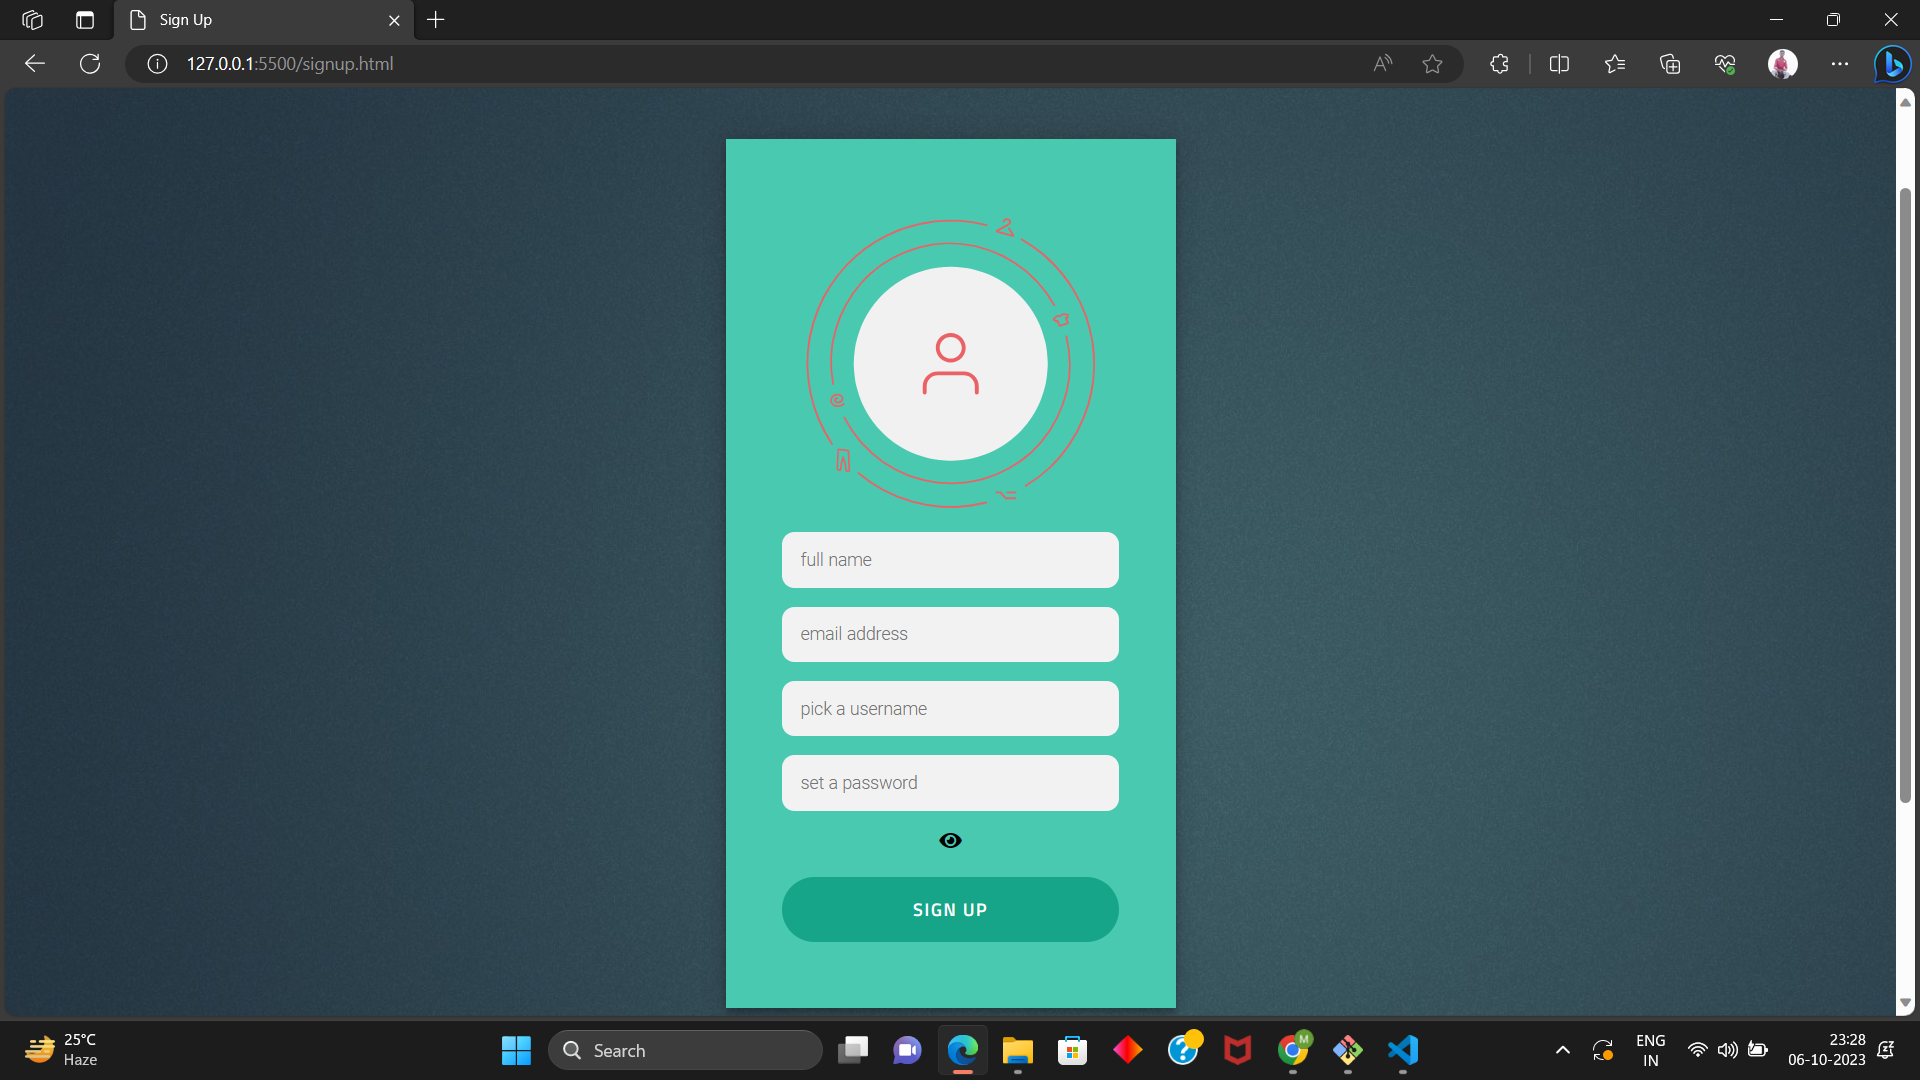 Sign Up
127.0.0.1:5500/signup.html
full name
email address
pick a username
set a password
SIGN UP
25°C
Haze
Search
M
ENG
IN
23:28
06-10-2023